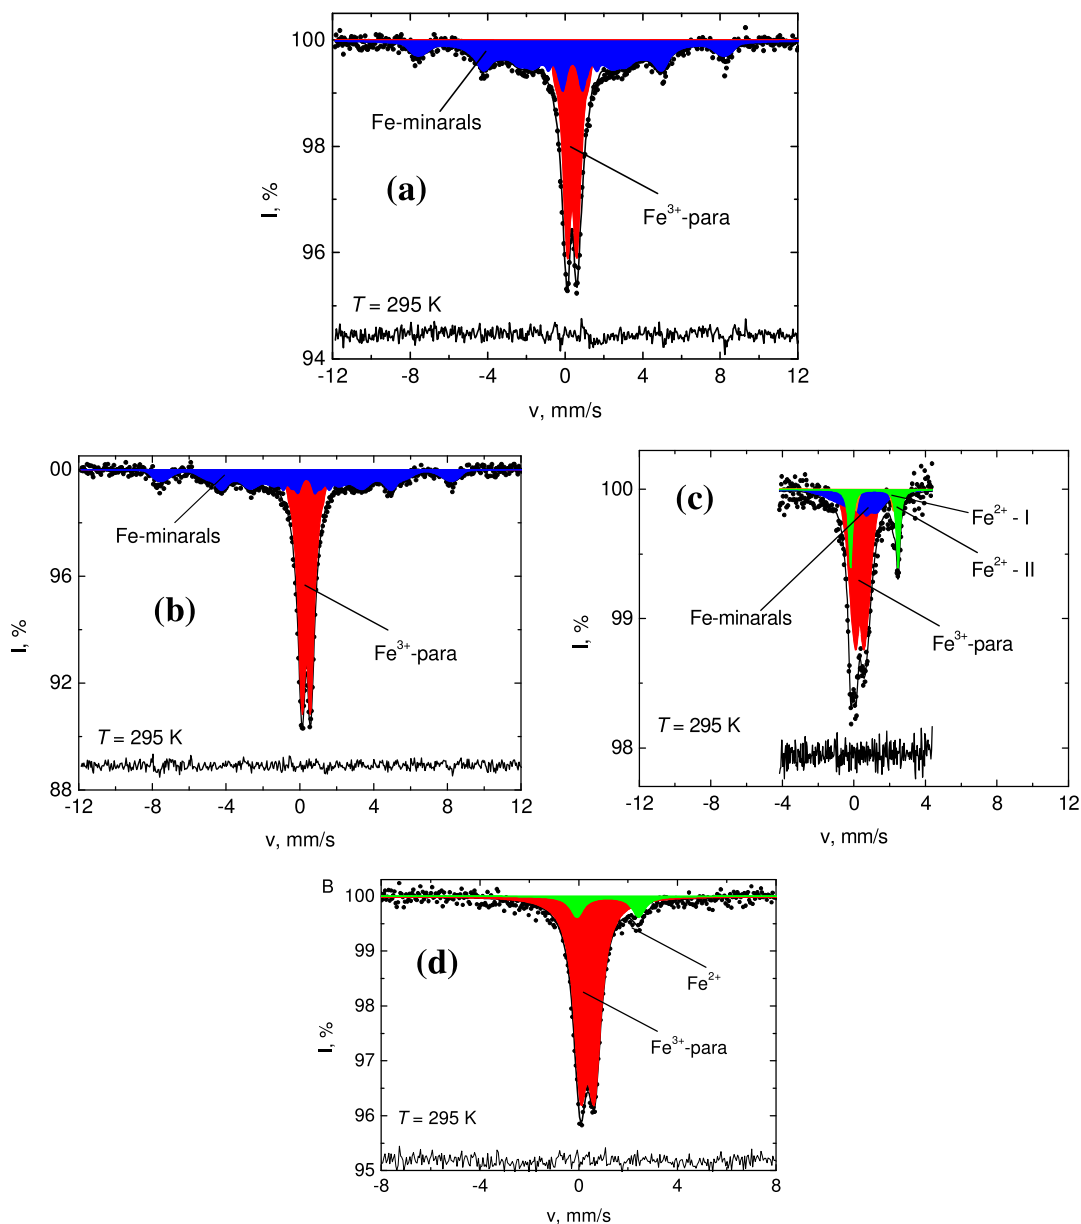 100
98
96
94
I, %
Fe-minarals
(a)
Fe3+-para
T = 295 K
-12 -8 -4 0 4 8 12
v, mm/s
00
96
92
88
I, %
Fe-minarals
(b)
Fe3+-para
T = 295 K
-12 -8 -4 0 4 8 12
v, mm/s
100
99
98
I, %
(c)
Fe2+ - I
Fe2+ - II
Fe-minarals
Fe3+-para
T = 295 K
-12 -8 -4 0 4 8 12
v, mm/s
B
100
99
98
97
96
95
I, %
(d)
Fe2+
Fe3+-para
T = 295 K
-8 -4 0 4 8
v, mm/s